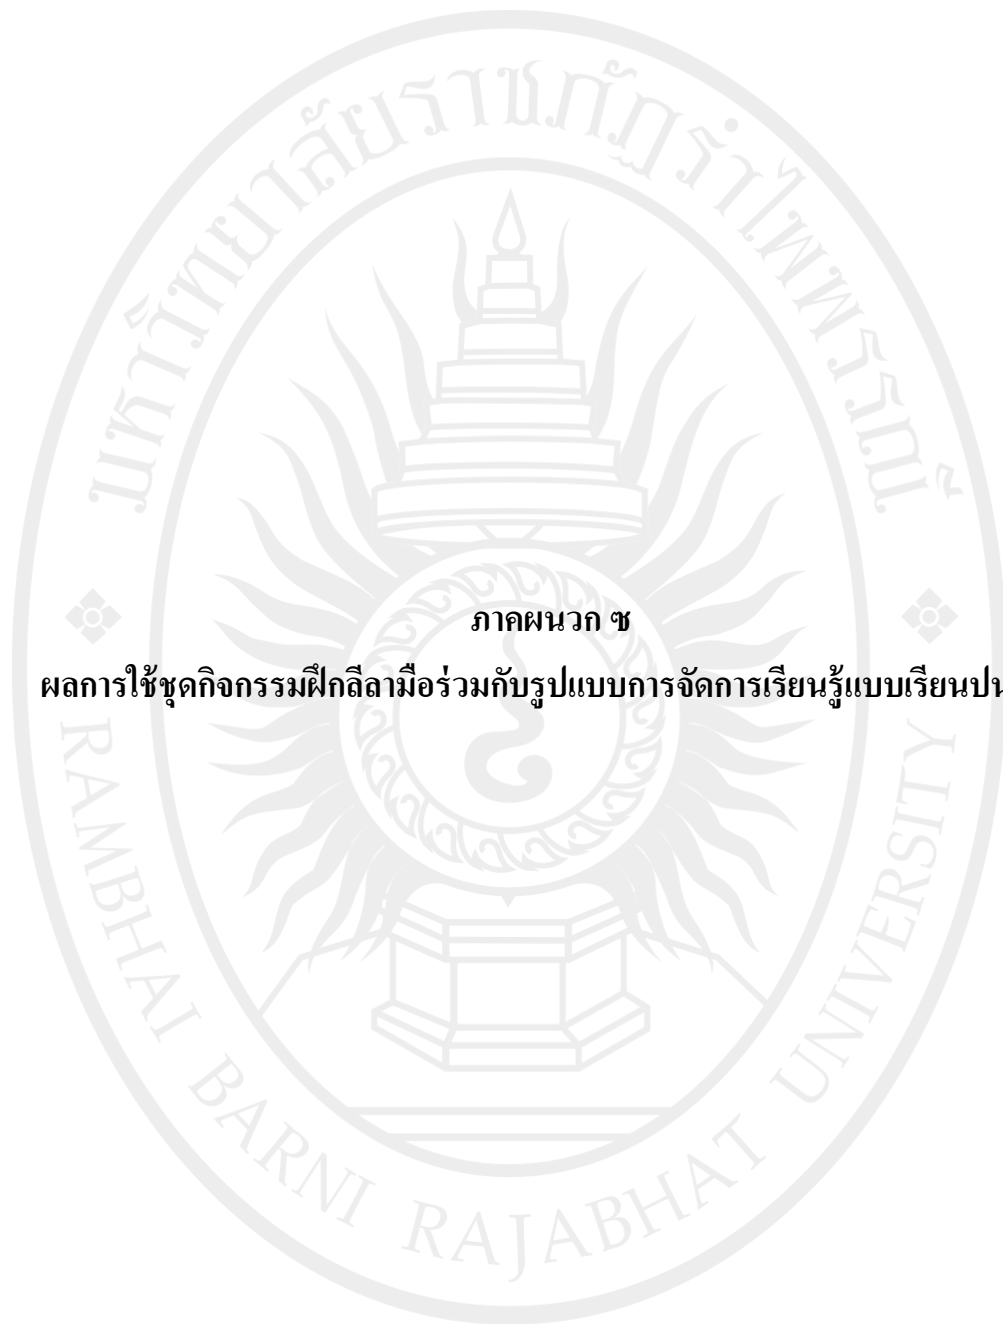 มหาวิทยาลัยราชภัฏรำไพพรรณี
ภาคผนวก ซ
ผลการใช้ชุดกิจกรรมฝึกลีลามือร่วมกับรูปแบบการจัดการเรียนรู้แบบเรียนปน
RAMBHAI BARNI RAJABHAT UNIVERSITY